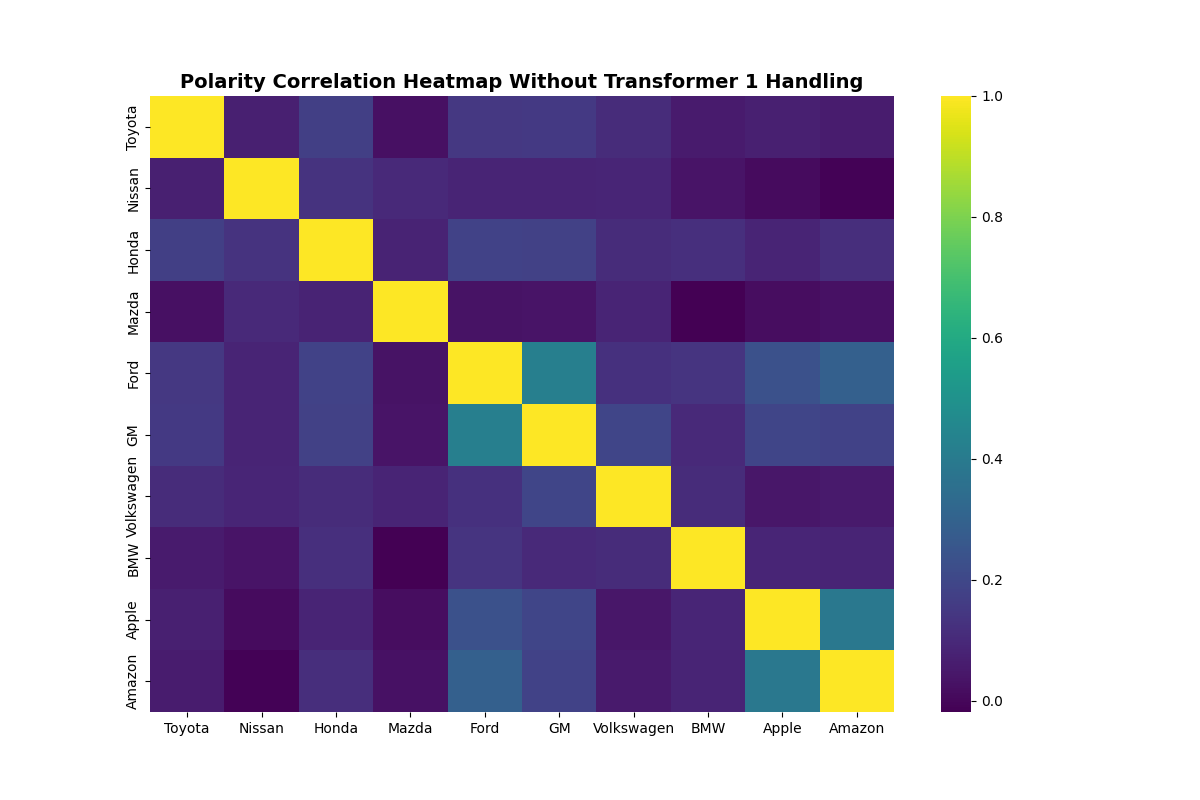 Polarity Correlation Heatmap Without Transformer 1 Handling
Toyota
Nissan
Honda
Mazda
Ford
GM
Volkswagen
BMW
Apple
Amazon
Toyota Nissan Honda Mazda Ford GM Volkswagen BMW Apple Amazon
1.0
0.8
0.6
0.4
0.2
0.0